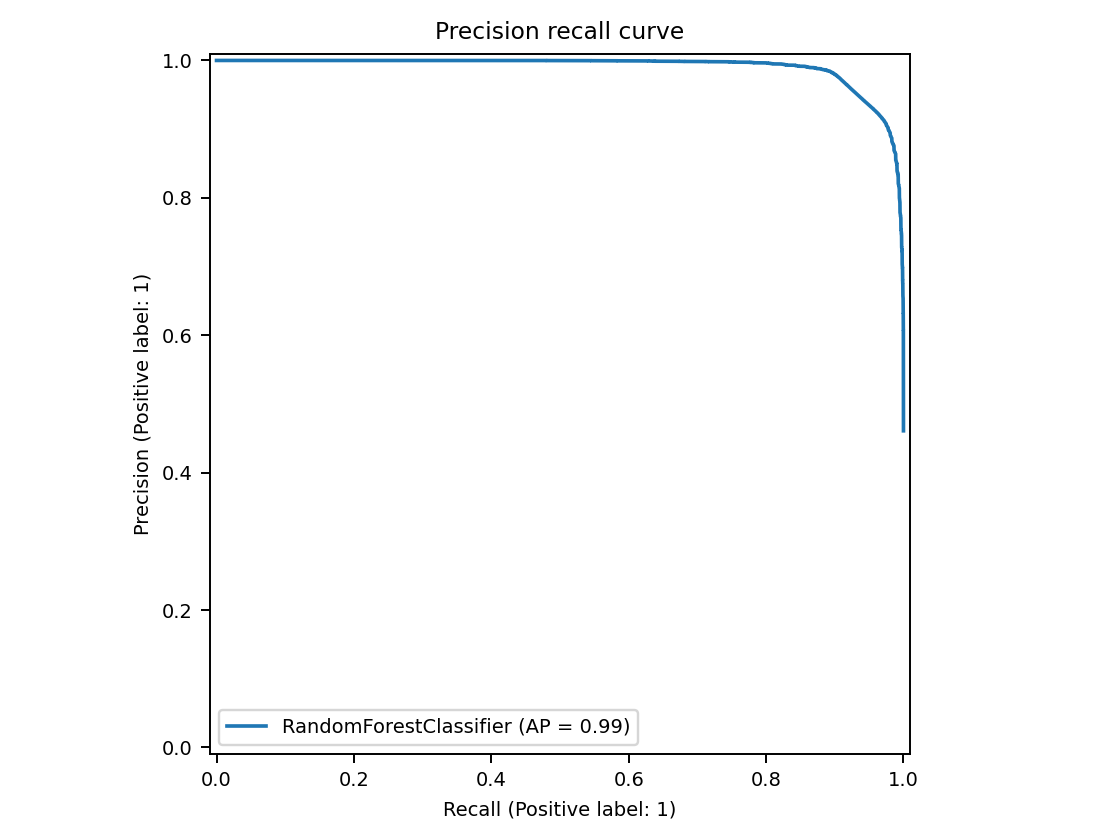 Precision recall curve
1.0
0.8
0.6
0.4
0.2
0.0
Precision (Positive label: 1)
RandomForestClassifier (AP = 0.99)
0.0 0.2 0.4 0.6 0.8 1.0
Recall (Positive label: 1)